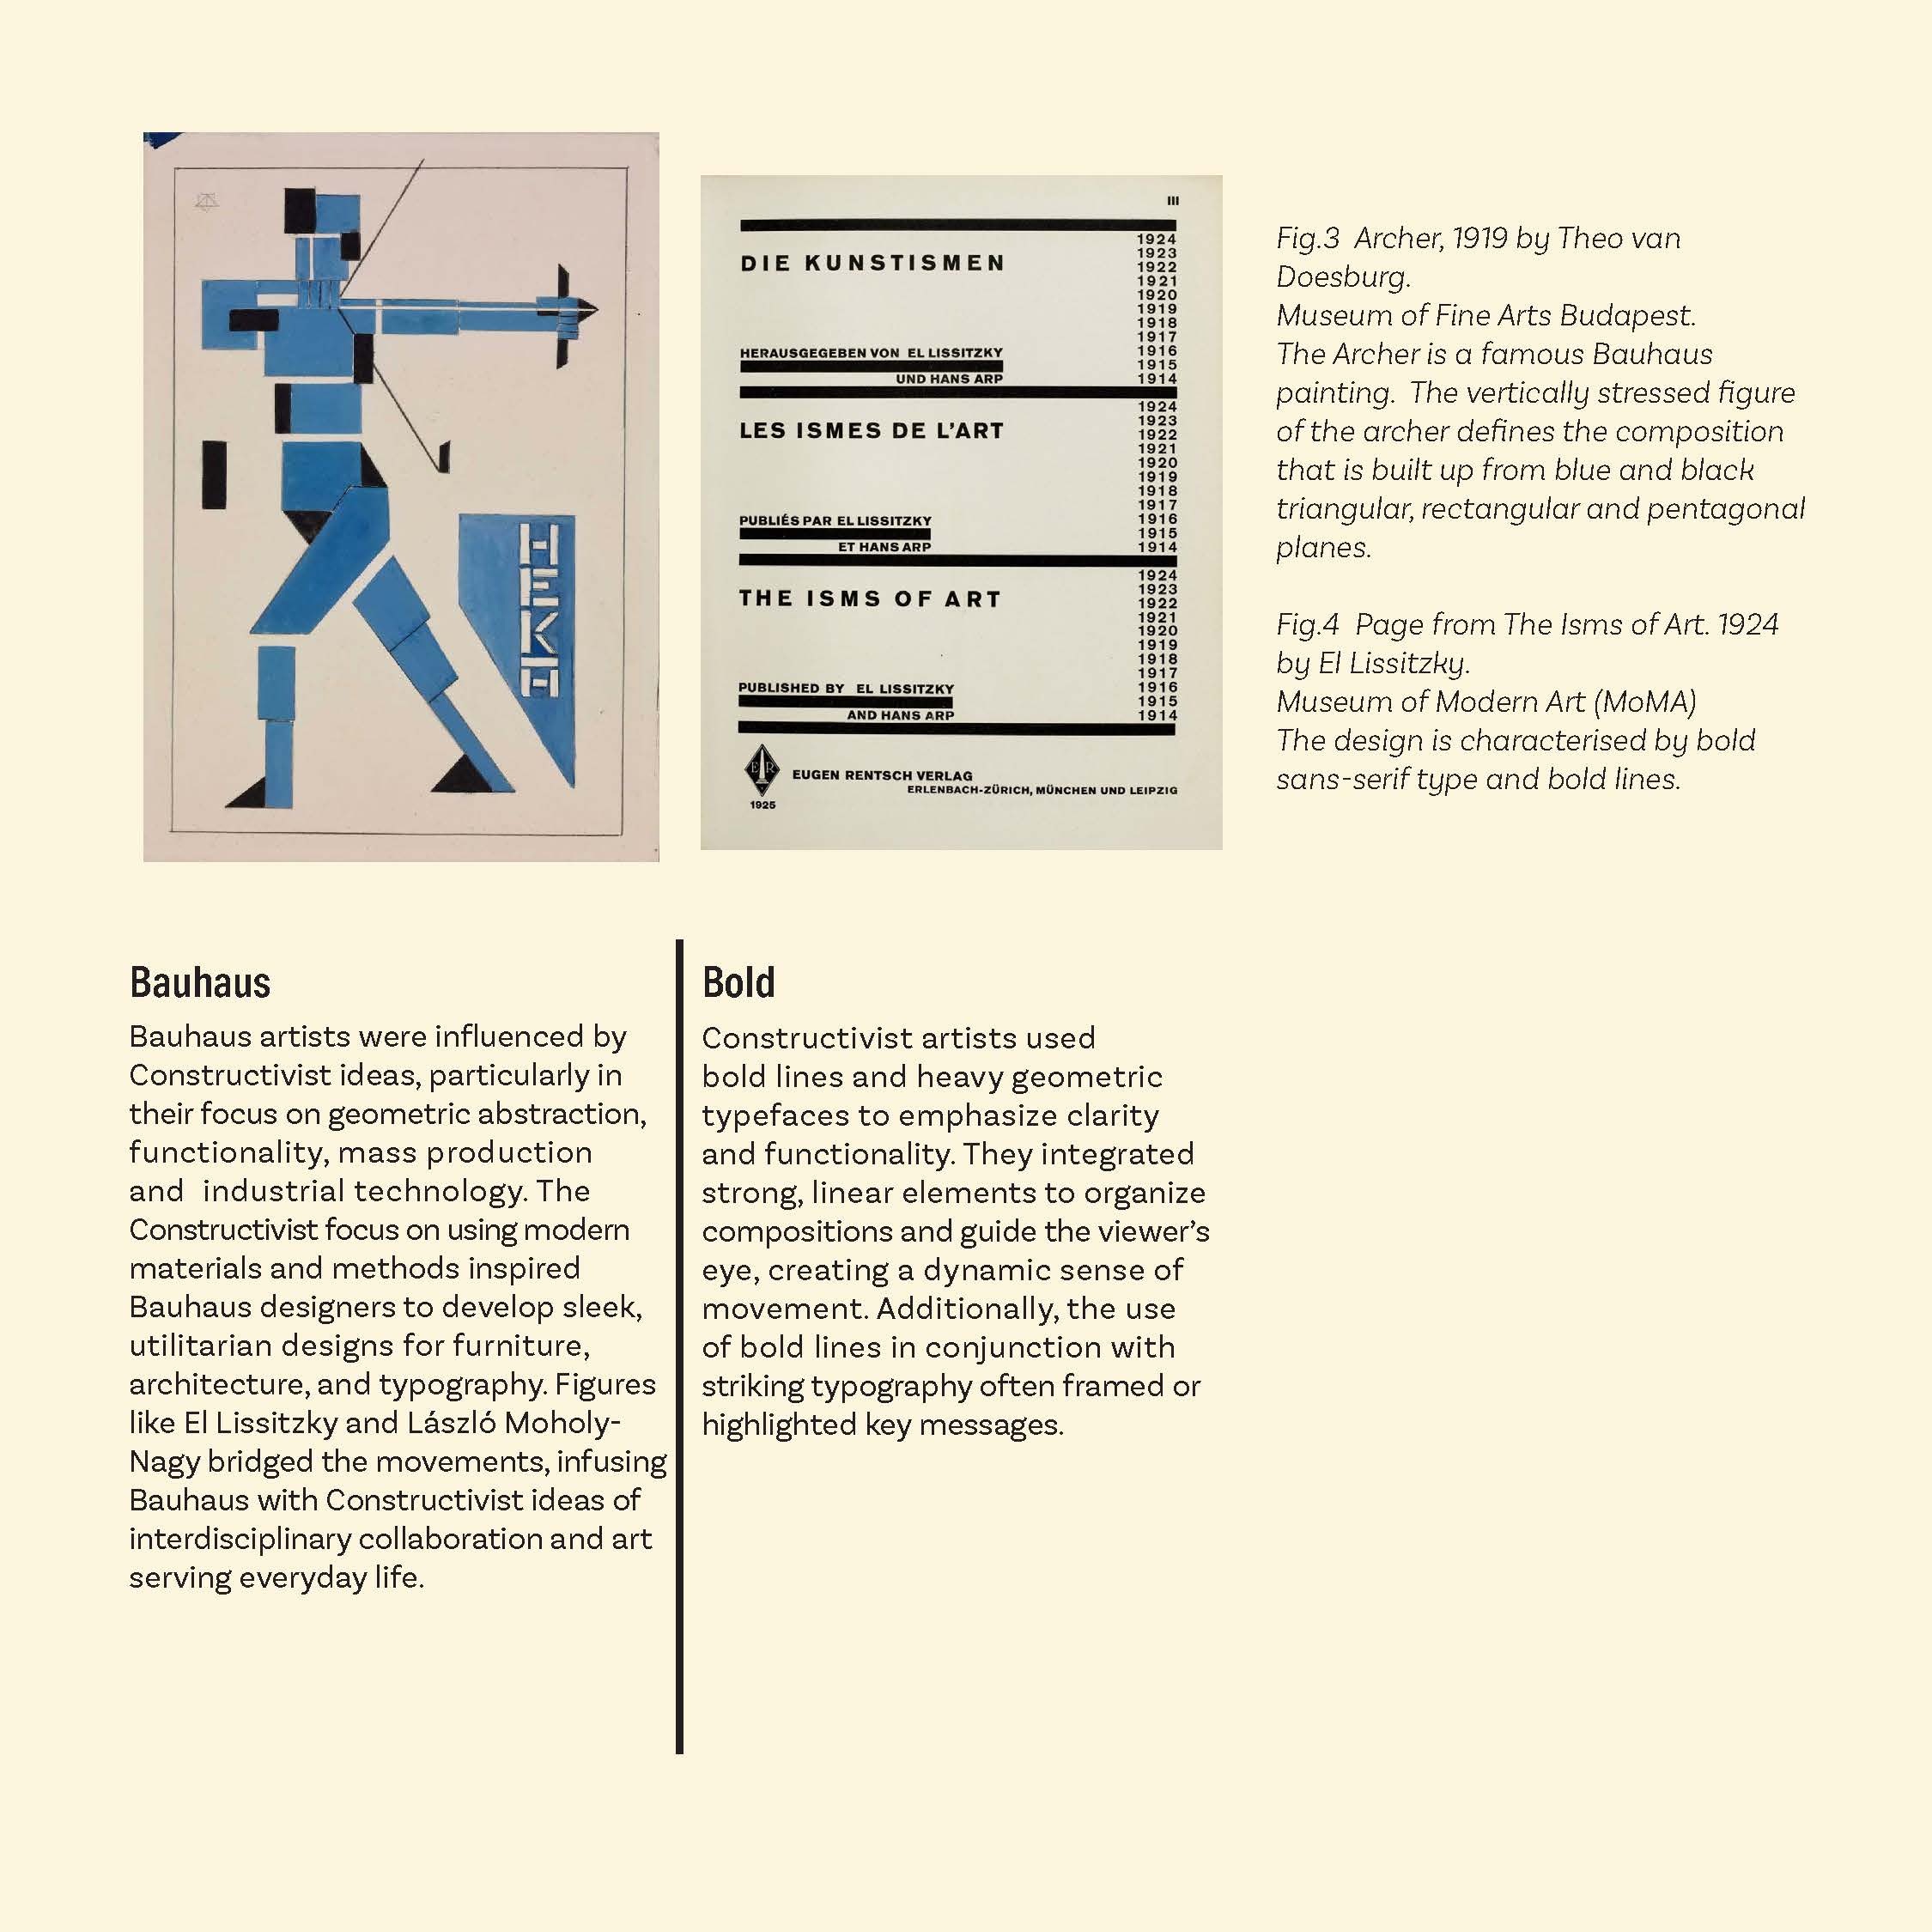 HEKA
III
DIE KUNSTISMEN
1924
1923
1922
1921
1920
1919
1918
1917
1916
1915
1914
HERAUSGEGEBEN VON EL LISSITZKY
UND HANS ARP
LES ISMES DE L'ART
1924
1923
1922
1921
1920
1919
1918
1917
1916
1915
1914
PUBLIÉS PAR EL LISSITZKY
ET HANS ARP
THE ISMS OF ART
1924
1923
1922
1921
1920
1919
1918
1917
1916
1915
1914
PUBLISHED BY EL LISSITZKY
AND HANS ARP
E R
EUGEN RENTSCH VERLAG
ERLENBACH-ZÜRICH, MÜNCHEN UND LEIPZIG
1925
Fig.3 Archer, 1919 by Theo van
Doesburg.
Museum of Fine Arts Budapest.
The Archer is a famous Bauhaus
painting. The vertically stressed figure
of the archer defines the composition
that is built up from blue and black
triangular, rectangular and pentagonal
planes.
Fig.4 Page from The Isms of Art. 1924
by El Lissitzky.
Museum of Modern Art (MoMA)
The design is characterised by bold
sans-serif type and bold lines.
Bauhaus
Bauhaus artists were influenced by
Constructivist ideas, particularly in
their focus on geometric abstraction,
functionality, mass production
and industrial technology. The
Constructivist focus on using modern
materials and methods inspired
Bauhaus designers to develop sleek,
utilitarian designs for furniture,
architecture, and typography. Figures
like El Lissitzky and László Moholy-
Nagy bridged the movements, infusing
Bauhaus with Constructivist ideas of
interdisciplinary collaboration and art
serving everyday life.
Bold
Constructivist artists used
bold lines and heavy geometric
typefaces to emphasize clarity
and functionality. They integrated
strong, linear elements to organize
compositions and guide the viewer's
eye, creating a dynamic sense of
movement. Additionally, the use
of bold lines in conjunction with
striking typography often framed or
highlighted key messages.